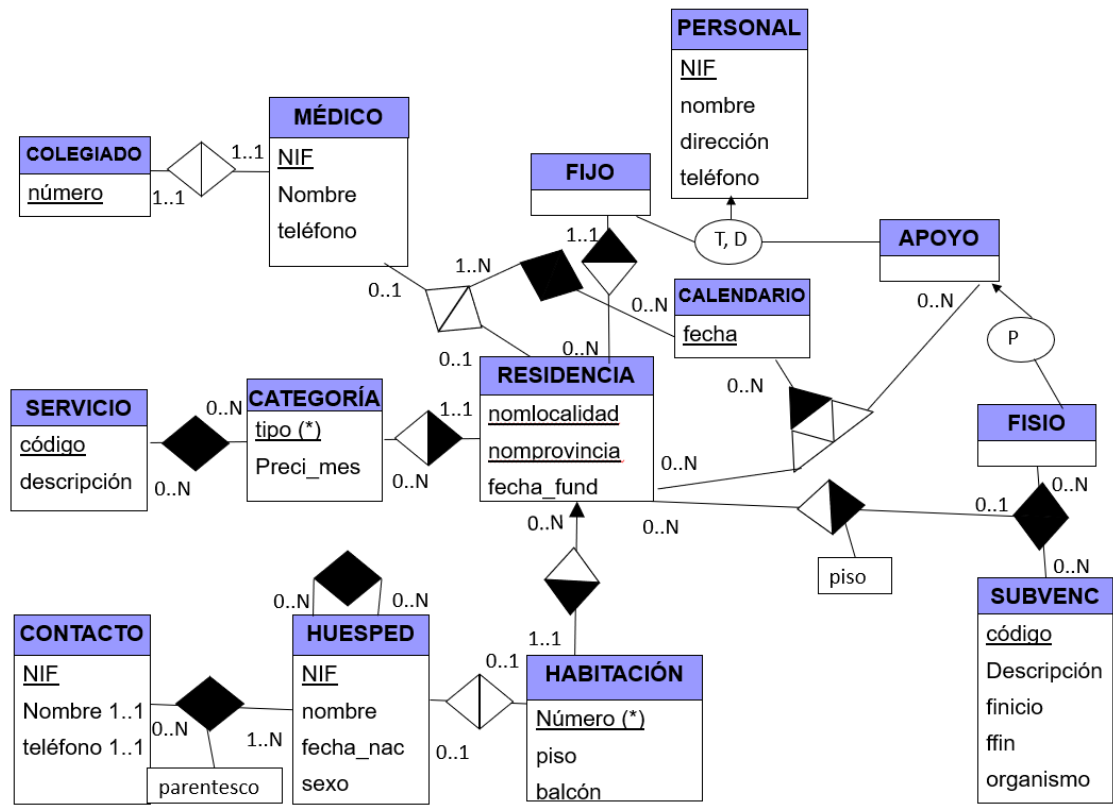 PERSONAL
NIF
nombre
dirección
teléfono
MÉDICO
NIF
Nombre
teléfono
COLEGIADO
número
1..1
1..1
FIJO
1..1
T, D
APOYO
0..1
1..N
0..N
CALENDARIO
fecha
0..N
P
0..1
0..N
0..N
RESIDENCIA
nomlocalidad
nomprovincia
fecha_fund
SERVICIO
código
descripción
0..N
0..N
CATEGORÍA
tipo (*)
Preci_mes
1..1
0..N
FISIO
0..N
0..N
0..N
0..1
0..N
piso
0..N
SUBVENC
código
Descripción
finicio
ffin
organismo
0..N
0..N
CONTACTO
NIF
Nombre 1..1
teléfono 1..1
0..N
1..N
parentesco
HUESPED
NIF
nombre
fecha_nac
sexo
0..1
0..1
1..1
HABITACIÓN
Número (*)
piso
balcón